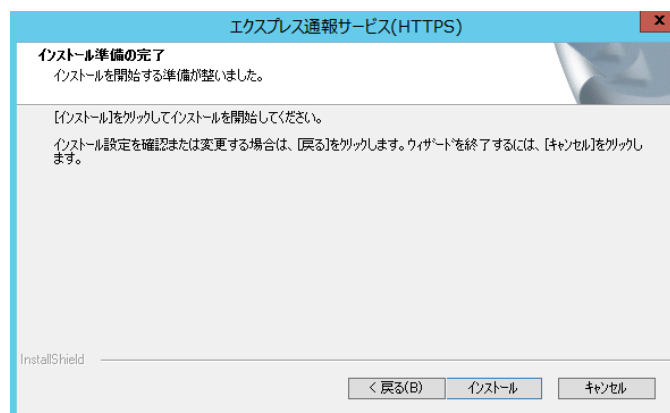 エクスプレス通報サービス(HTTPS)
x
インストール準備の完了
インストールを開始する準備が整いました。
[インストール]をクリックしてインストールを開始してください。
インストール設定を確認または変更する場合は、[戻る]をクリックします。ウィザードを終了するには、[キャンセル]をクリックし
ます。
InstallShield
< 戻る(B) インストール キャンセル